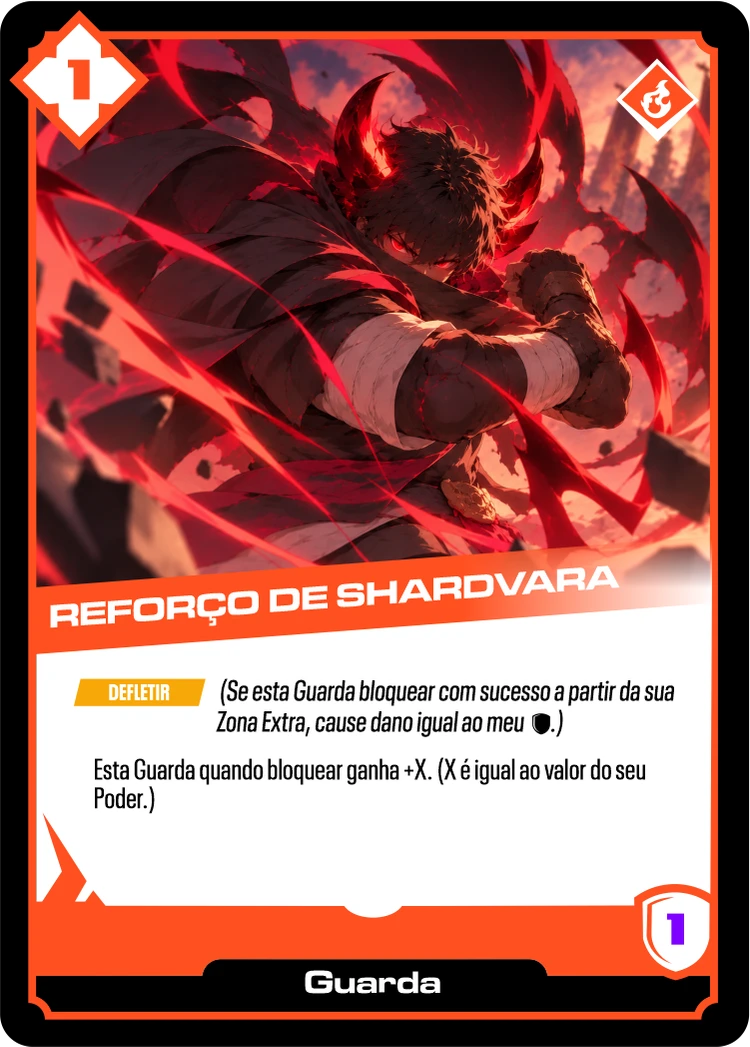 1
REFORÇO DE SHARDVARA
DEFLETIR (Se esta Guarda bloquear com sucesso a partir da sua
Zona Extra, cause dano igual ao meu .)
Esta Guarda quando bloquear ganha +X. (X é igual ao valor do seu
Poder.)
1
Guarda